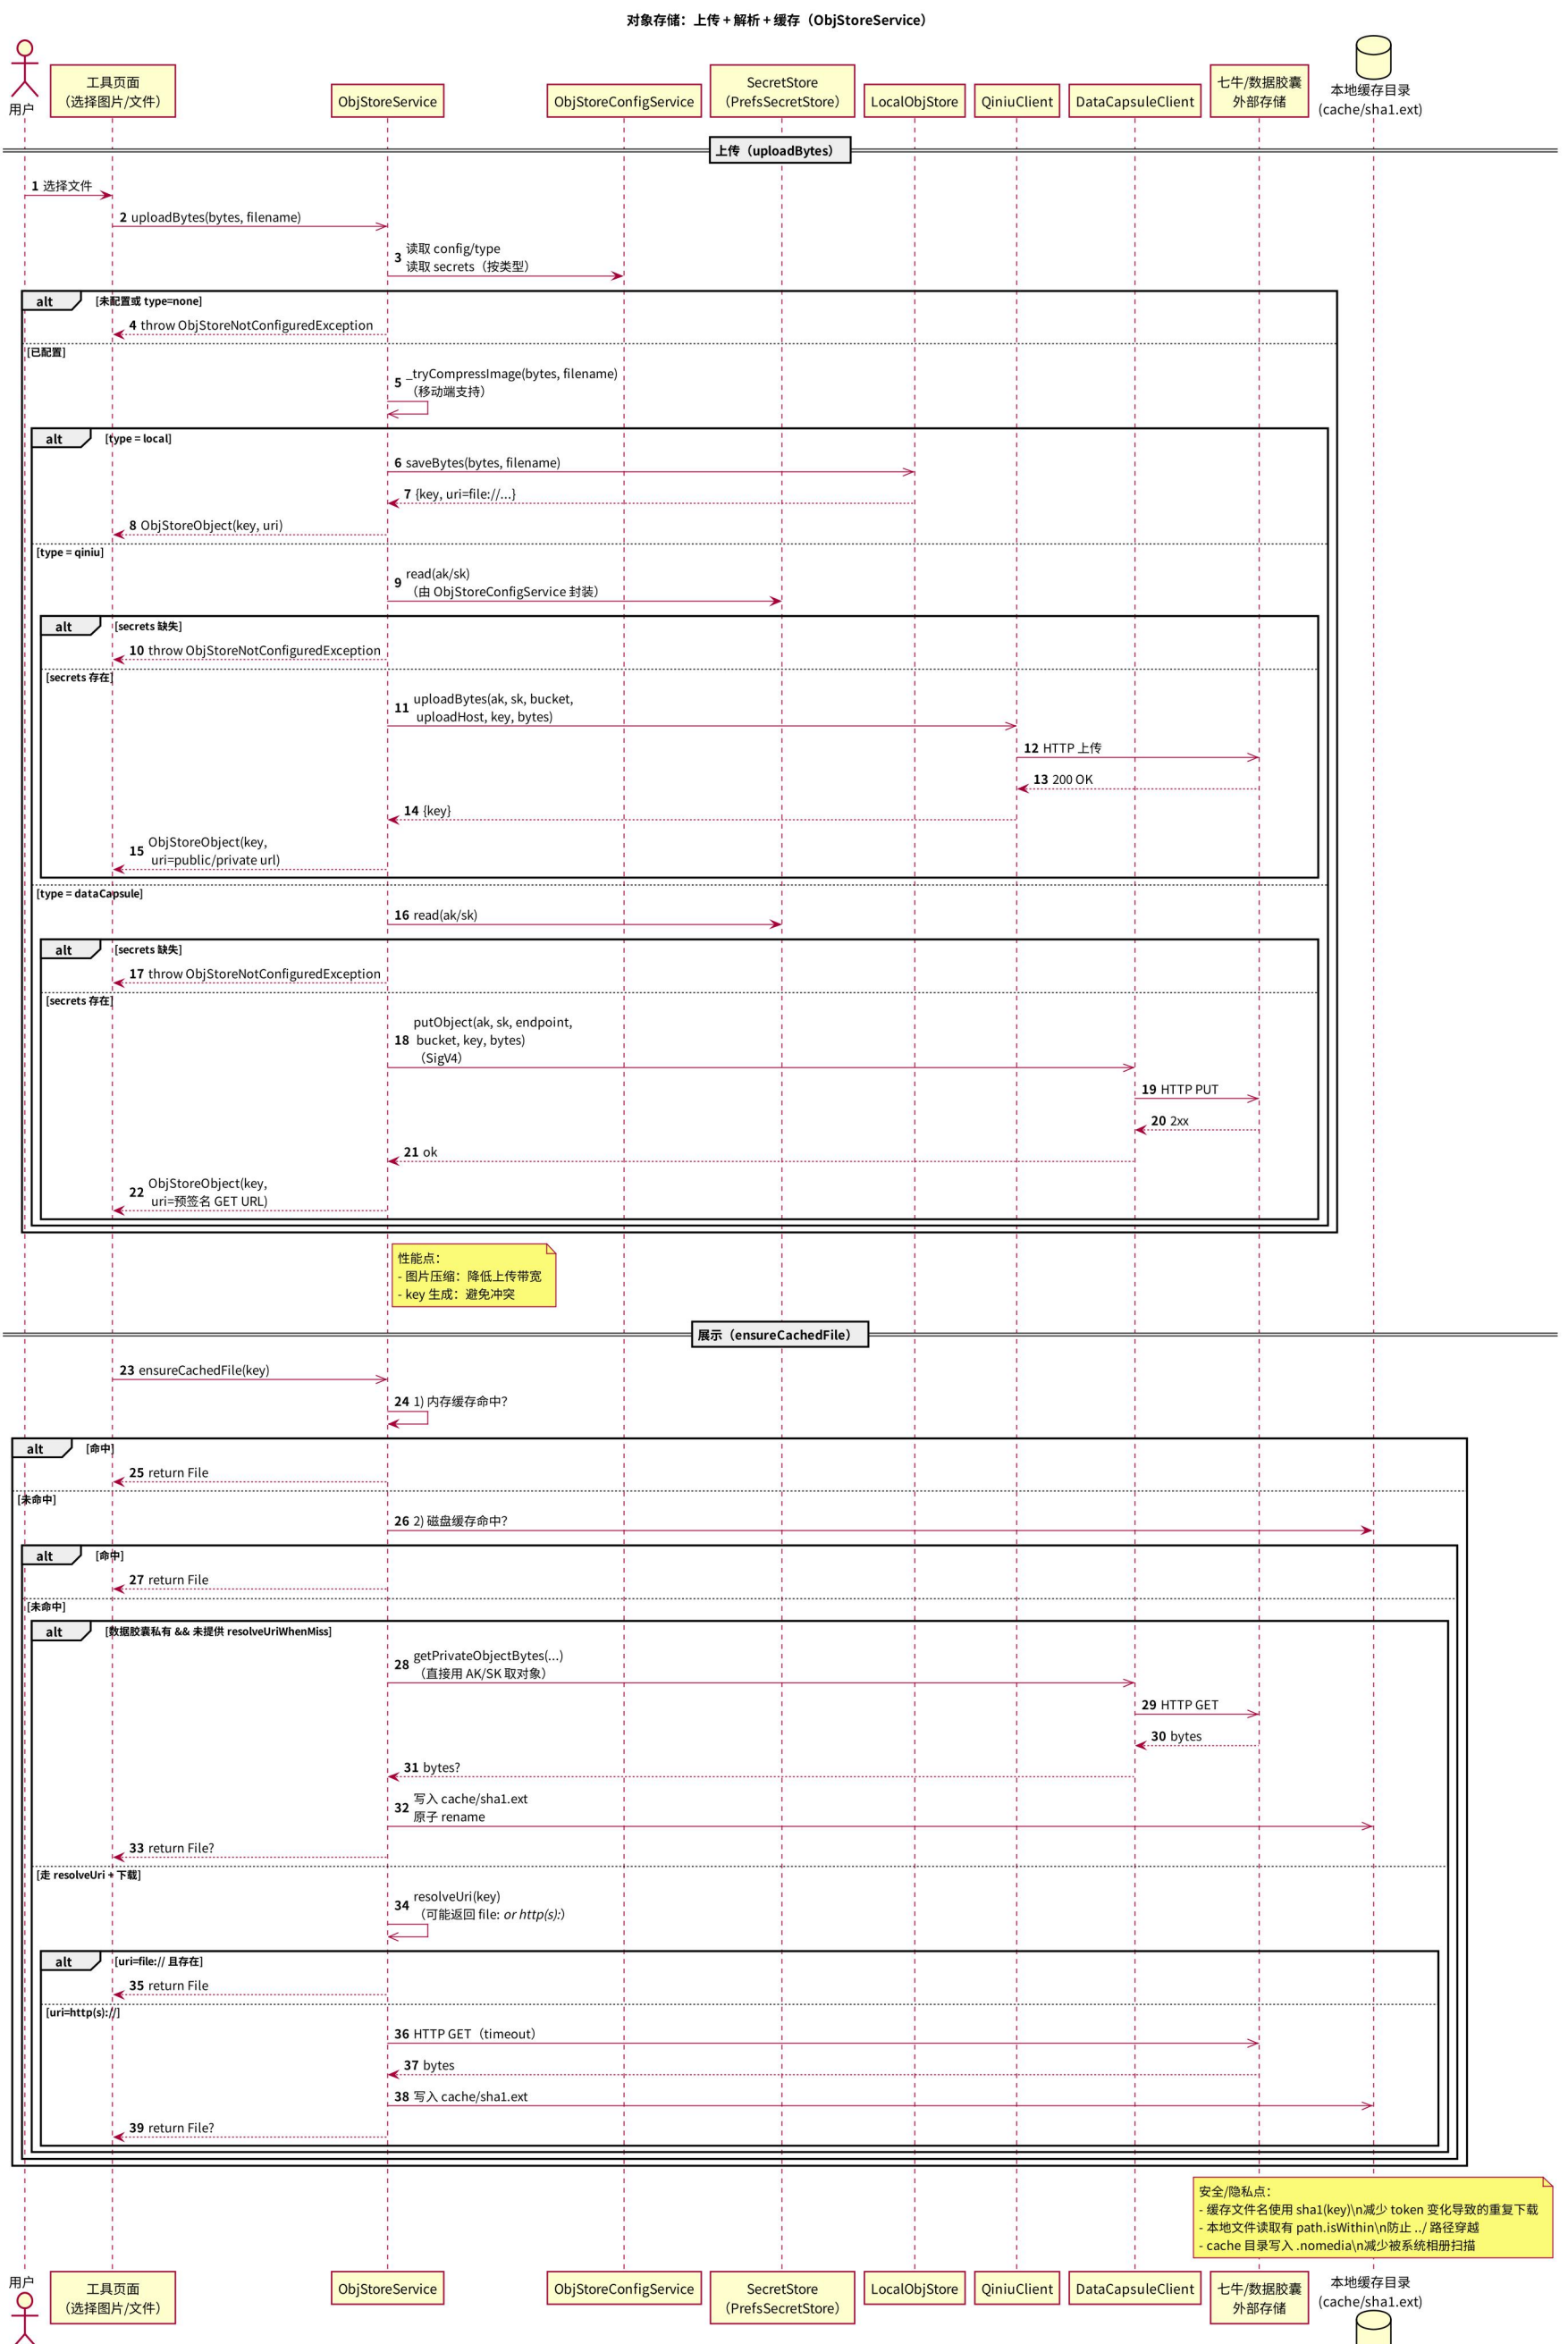 对象存储：上传 + 解析 + 缓存（ObjStoreService）
用户
工具页面
（选择图片/文件）
ObjStoreService
ObjStoreConfigService
SecretStore
（PrefsSecretStore）
LocalObjStore
QiniuClient
DataCapsuleClient
七牛/数据胶囊
外部存储
本地缓存目录
(cache/sha1.ext)
上传（uploadBytes）
1 选择文件
2 uploadBytes(bytes, filename)
3 读取 config/type
读取 secrets（按类型）
alt [未配置或 type=none]
4 throw ObjStoreNotConfiguredException
[已配置]
5 _tryCompressImage(bytes, filename)
（移动端支持）
alt [type = local]
6 saveBytes(bytes, filename)
7 {key, uri=file://...}
8 ObjStoreObject(key, uri)
[type = qiniu]
9 read(ak/sk)
（由 ObjStoreConfigService 封装）
alt [secrets 缺失]
10 throw ObjStoreNotConfiguredException
[secrets 存在]
11 uploadBytes(ak, sk, bucket,
uploadHost, key, bytes)
12 HTTP 上传
13 200 OK
14 {key}
15 ObjStoreObject(key,
uri=public/private url)
[type = dataCapsule]
16 read(ak/sk)
alt [secrets 缺失]
17 throw ObjStoreNotConfiguredException
[secrets 存在]
18 putObject(ak, sk, endpoint,
bucket, key, bytes)
（SigV4）
19 HTTP PUT
20 2xx
21 ok
22 ObjStoreObject(key,
uri=预签名 GET URL)
性能点：
- 图片压缩：降低上传带宽
- key 生成：避免冲突
展示（ensureCachedFile）
23 ensureCachedFile(key)
24 1) 内存缓存命中?
alt [命中]
25 return File
[未命中]
26 2) 磁盘缓存命中?
alt [命中]
27 return File
[未命中]
alt [数据胶囊私有 && 未提供 resolveUriWhenMiss]
28 getPrivateObjectBytes(...)
（直接用 AK/SK 取对象）
29 HTTP GET
30 bytes
31 bytes?
32 写入 cache/sha1.ext
原子 rename
33 return File?
[走 resolveUri + 下载]
34 resolveUri(key)
（可能返回 file: or http(s):）
alt [uri=file:// 且存在]
35 return File
[uri=http(s)://]
36 HTTP GET（timeout）
37 bytes
38 写入 cache/sha1.ext
39 return File?
安全/隐私点：
- 缓存文件名使用 sha1(key)\n减少 token 变化导致的重复下载
- 本地文件读取有 path.isWithin\n防止 ../ 路径穿越
- cache 目录写入 .nomedia\n减少被系统相册扫描
用户
工具页面
（选择图片/文件）
ObjStoreService
ObjStoreConfigService
SecretStore
（PrefsSecretStore）
LocalObjStore
QiniuClient
DataCapsuleClient
七牛/数据胶囊
外部存储
本地缓存目录
(cache/sha1.ext)